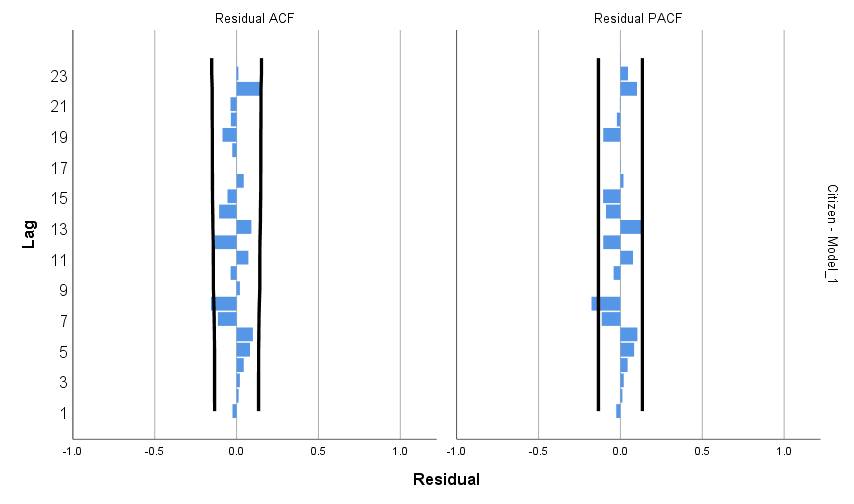 Residual ACF
Residual PACF
Lag
23
21
19
17
15
13
11
9
7
5
3
1
-1.0 -0.5 0.0 0.5 1.0
-1.0 -0.5 0.0 0.5 1.0
Residual
Citizen - Model_1